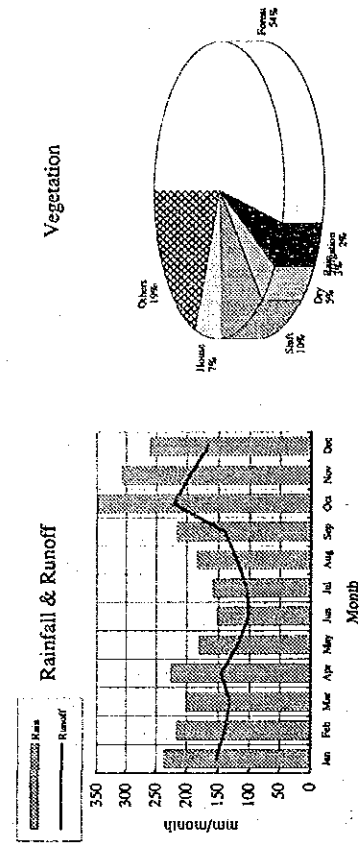 Rainfall & Runoff
Rain
Runoff
mm/month
350
300
250
200
150
100
50
0
Jan
Feb
Mar
Apr
May
Jun
Jul
Aug
Sep
Oct
Nov
Dec
Month
Vegetation
Others
19%
House
7%
Shift
10%
Dry
5%
3%
2%
Forest
54%